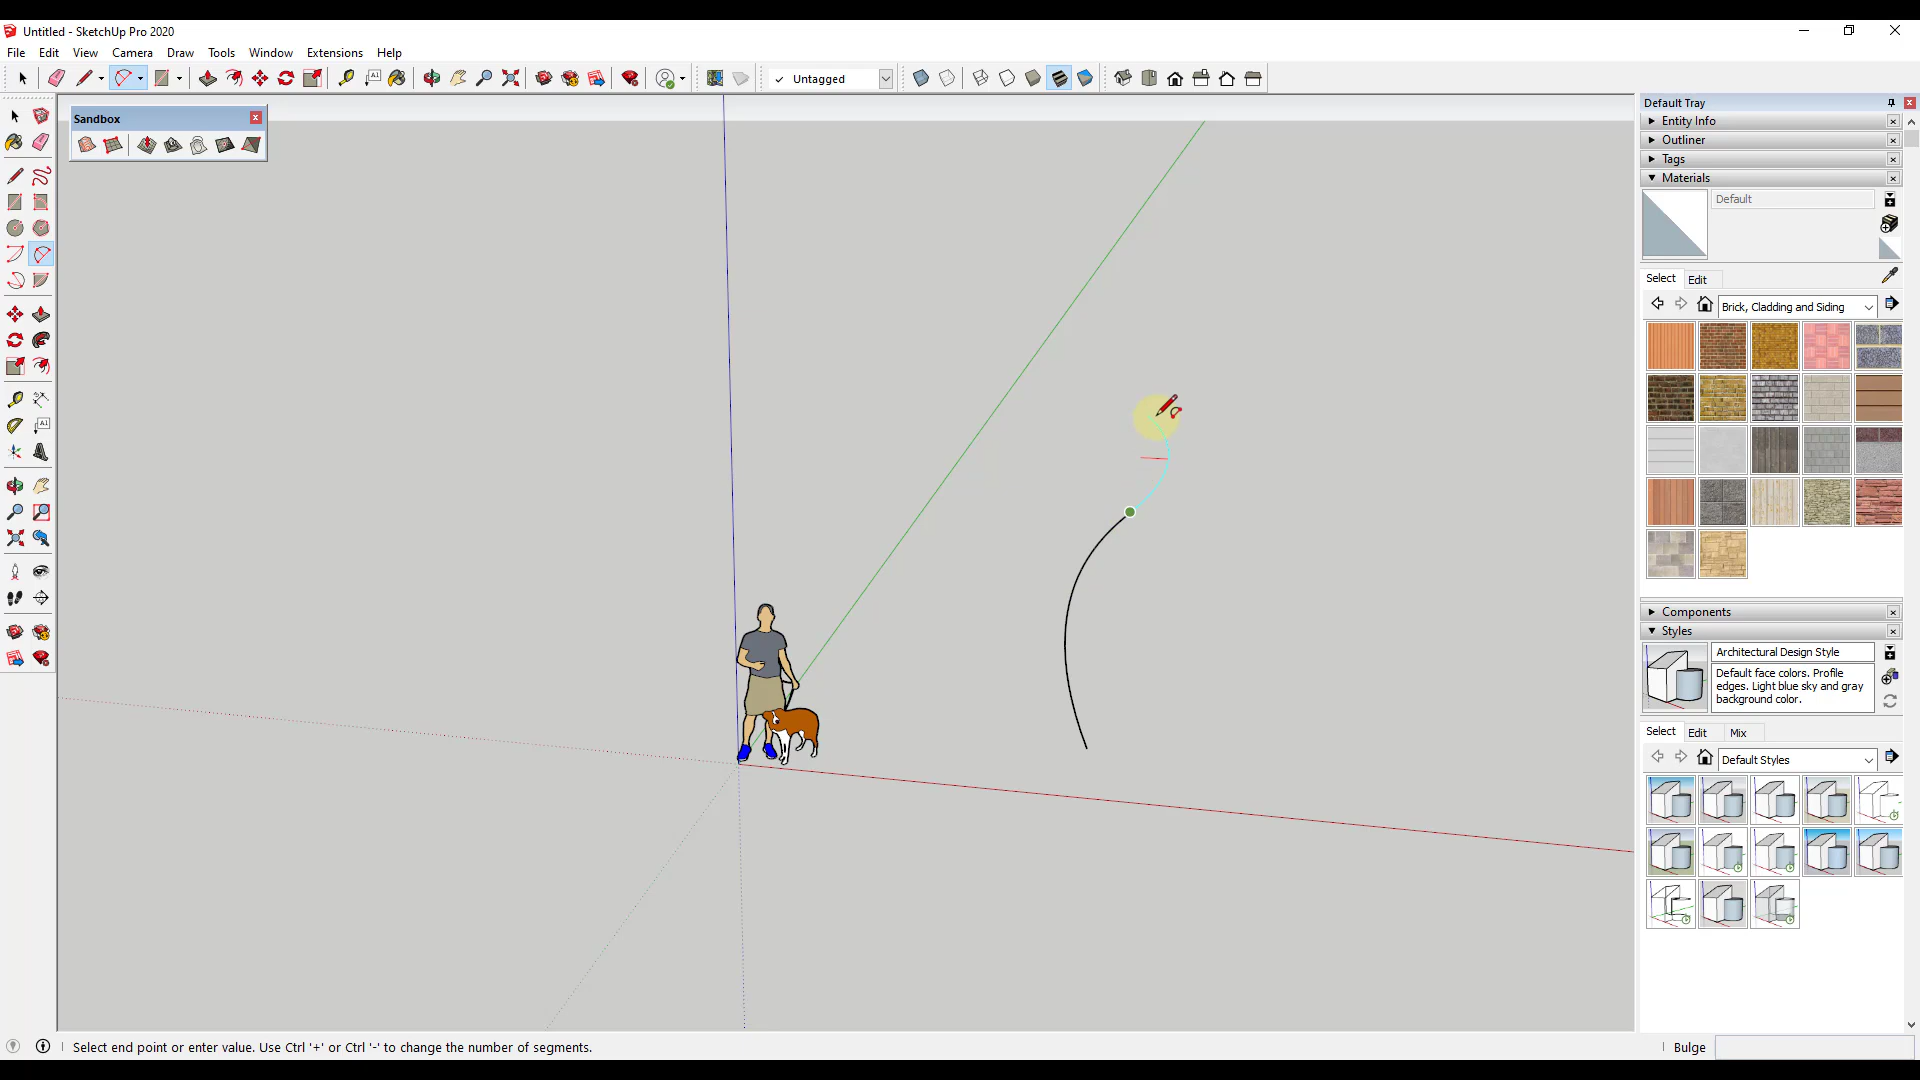 Untitled - SketchUp Pro 2020
File Edit View Camera Draw Tools Window Extensions Help
A1
✓ Untagged
Sandbox
A1
Default Tray
Entity Info
Outliner
Tags
Materials
Default
Select Edit
Brick, Cladding and Siding
Components
Styles
Architectural Design Style
Default face colors. Profile
edges. Light blue sky and gray
background color.
Select Edit Mix
Default Styles
Select end point or enter value. Use Ctrl '+' or Ctrl '-' to change the number of segments.
Bulge